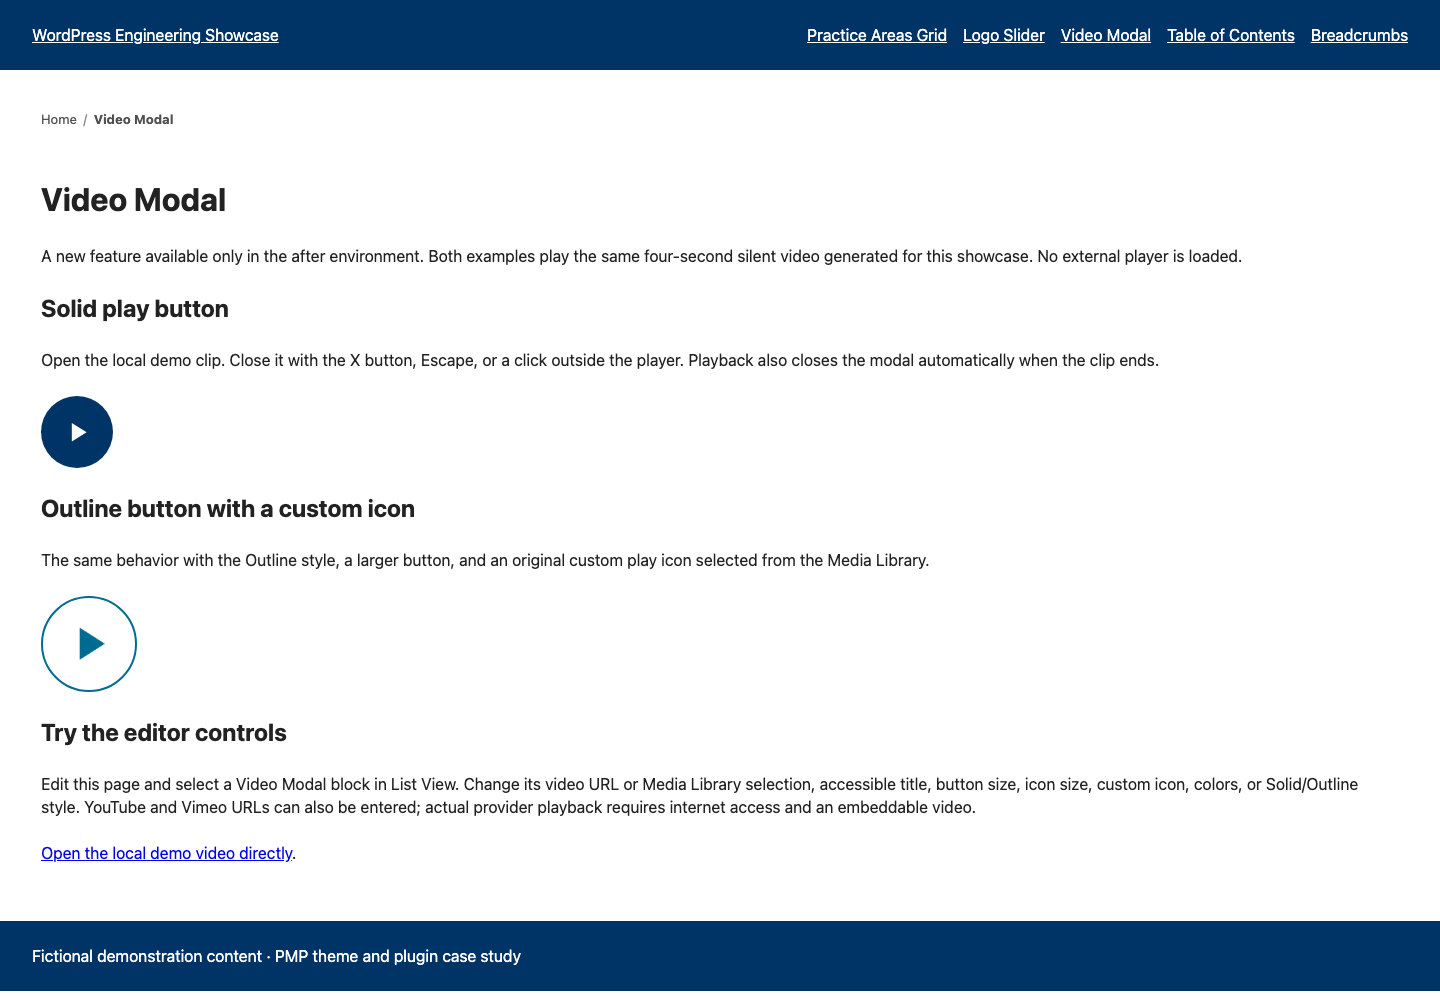 WordPress Engineering Showcase
Practice Areas Grid Logo Slider Video Modal Table of Contents Breadcrumbs
Home / Video Modal
Video Modal
A new feature available only in the after environment. Both examples play the same four-second silent video generated for this showcase. No external player is loaded.
Solid play button
Open the local demo clip. Close it with the X button, Escape, or a click outside the player. Playback also closes the modal automatically when the clip ends.
Outline button with a custom icon
The same behavior with the Outline style, a larger button, and an original custom play icon selected from the Media Library.
Try the editor controls
Edit this page and select a Video Modal block in List View. Change its video URL or Media Library selection, accessible title, button size, icon size, custom icon, colors, or Solid/Outline
style. YouTube and Vimeo URLs can also be entered; actual provider playback requires internet access and an embeddable video.
Open the local demo video directly.
Fictional demonstration content · PMP theme and plugin case study